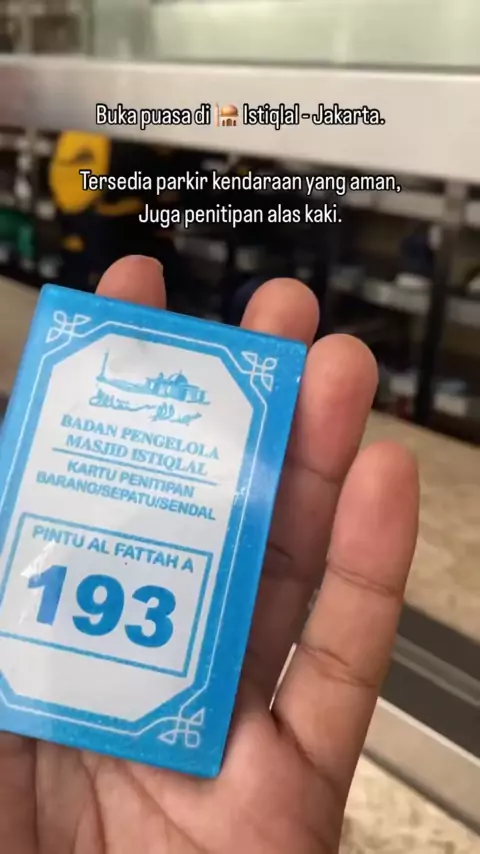 Buka puasa di 🕌 Istiqlal - Jakarta.
Tersedia parkir kendaraan yang aman,
Juga penitipan alas kaki.
BADAN PENGELOLA
MASJID ISTIQLAL
KARTU PENITIPAN
BARANG/SEPATU/SENDAL
PINTU AL FATTAH A
193